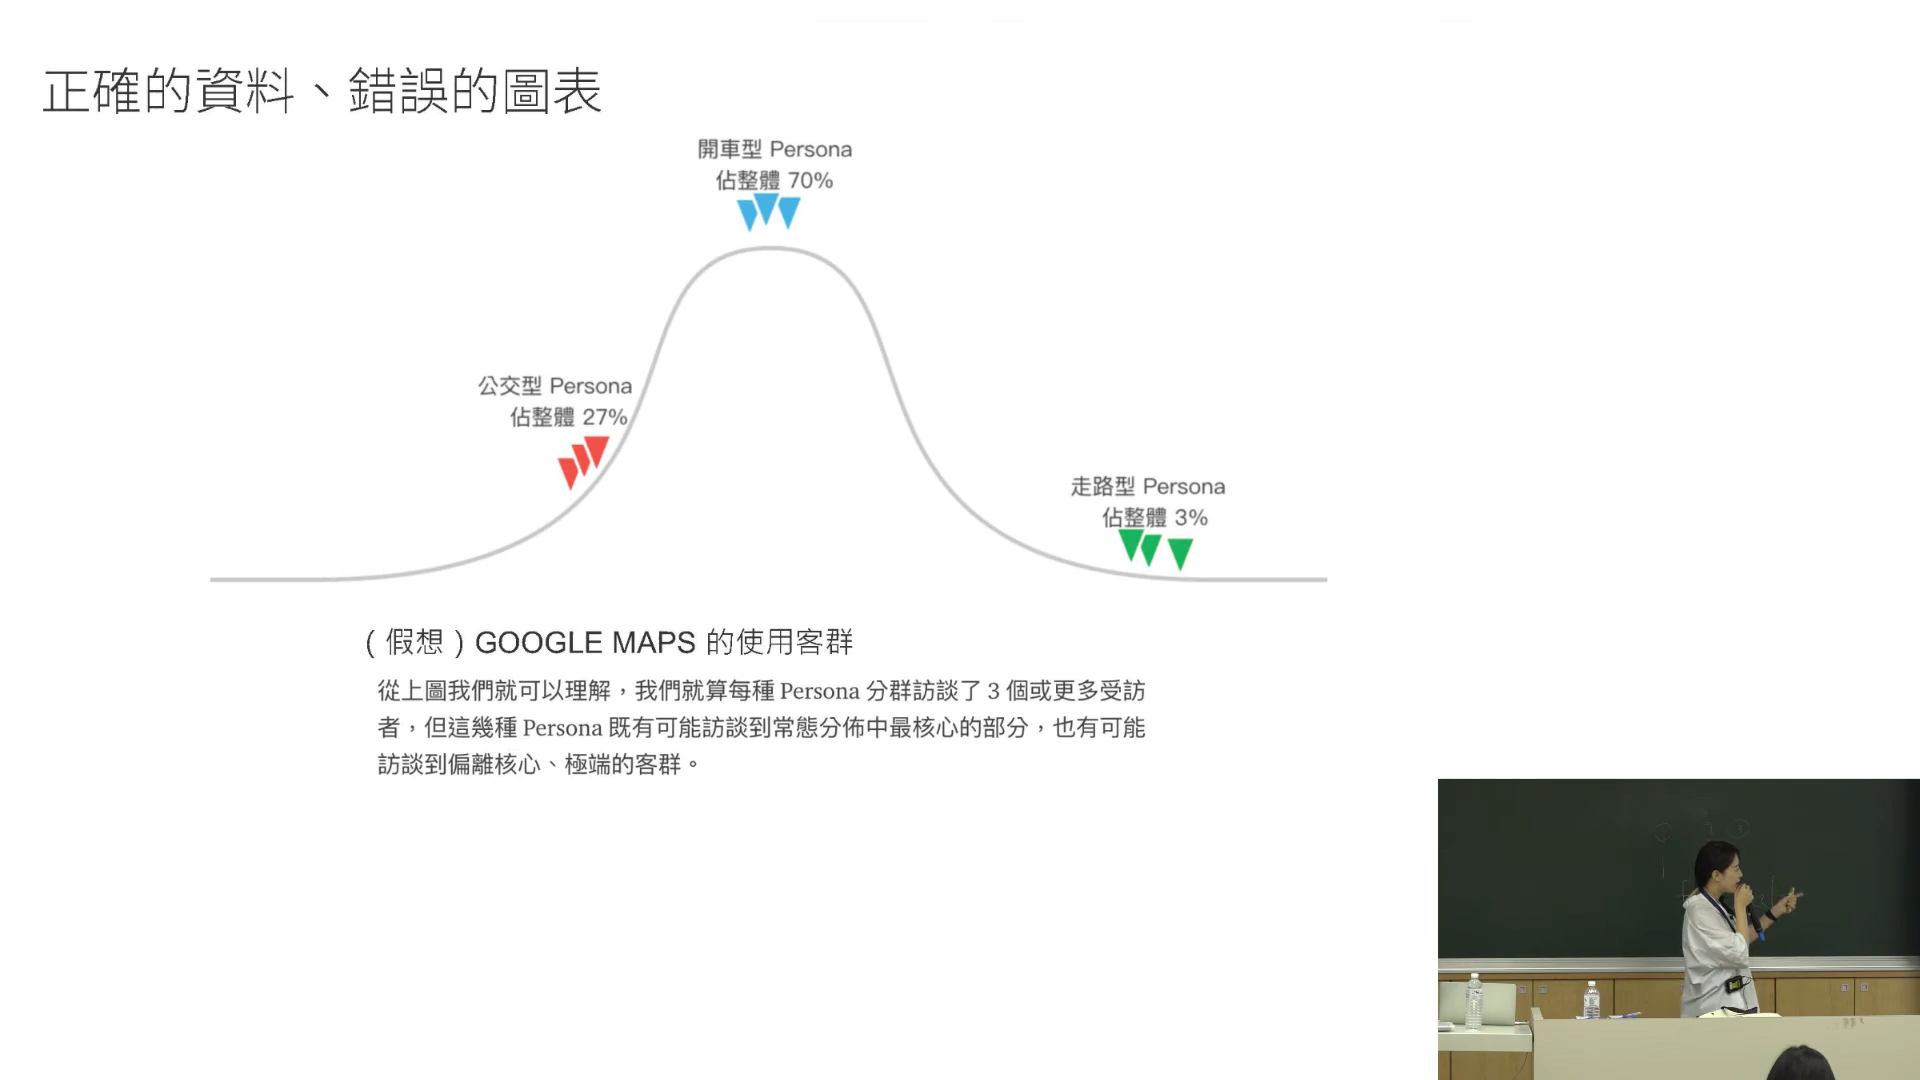 正確的資料、錯誤的圖表
開車型 Persona
佔整體 70%
公交型 Persona
佔整體 27%
走路型 Persona
佔整體 3%
（假想）GOOGLE MAPS 的使用客群
從上圖我們就可以理解，我們就算每種 Persona 分群訪談了 3 個或更多受訪
者，但這幾種 Persona 既有可能訪談到常態分佈中最核心的部分，也有可能
訪談到偏離核心、極端的客群。